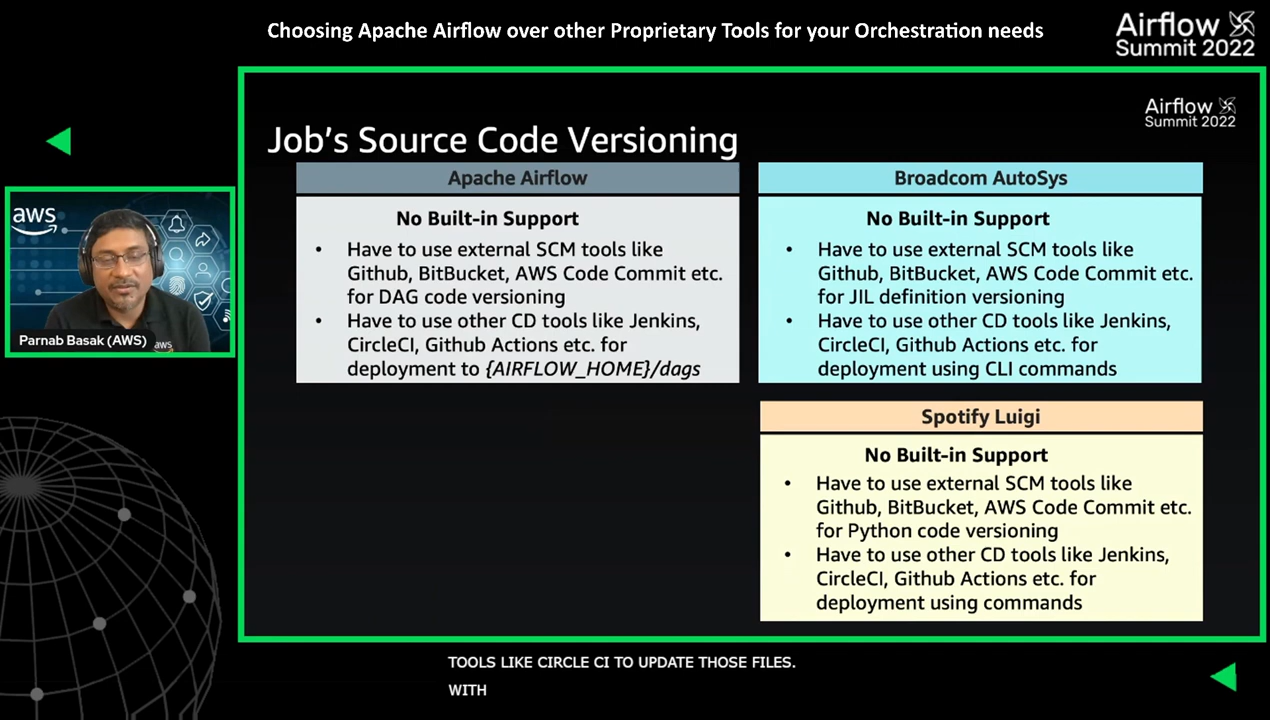 Choosing Apache Airflow over other Proprietary Tools for your Orchestration needs
Airflow
Summit 2022
Airflow
Summit 2022
Job's Source Code Versioning
aws
Parnab Basak (AWS)
aws
Apache Airflow
No Built-in Support
• Have to use external SCM tools like
Github, BitBucket, AWS Code Commit etc.
for DAG code versioning
• Have to use other CD tools like Jenkins,
CircleCI, Github Actions etc. for
deployment to {AIRFLOW_HOME}/dags
Broadcom AutoSys
No Built-in Support
• Have to use external SCM tools like
Github, BitBucket, AWS Code Commit etc.
for JIL definition versioning
• Have to use other CD tools like Jenkins,
CircleCI, Github Actions etc. for
deployment using CLI commands
Spotify Luigi
No Built-in Support
• Have to use external SCM tools like
Github, BitBucket, AWS Code Commit etc.
for Python code versioning
• Have to use other CD tools like Jenkins,
CircleCI, Github Actions etc. for
deployment using commands
TOOLS LIKE CIRCLE CI TO UPDATE THOSE FILES.
WITH